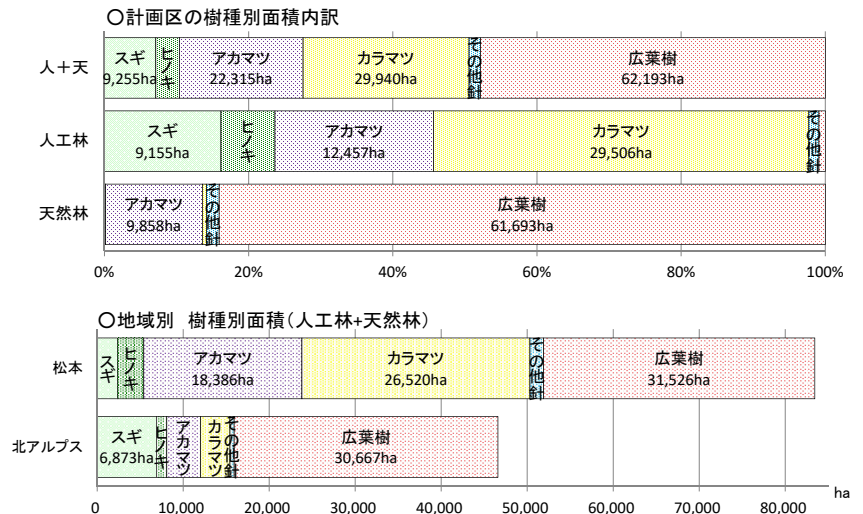 〇計画区の樹種別面積内訳
人+天
スギ
9,255ha
ヒノキ
アカマツ
22,315ha
カラマツ
29,940ha
その他針
広葉樹
62,193ha
人工林
スギ
9,155ha
ヒノキ
アカマツ
12,457ha
カラマツ
29,506ha
その他針
天然林
アカマツ
9,858ha
その他針
広葉樹
61,693ha
0% 20% 40% 60% 80% 100%
〇地域別 樹種別面積(人工林+天然林)
松本
スギ
ヒノキ
アカマツ
18,386ha
カラマツ
26,520ha
その他針
広葉樹
31,526ha
北アルプス
スギ
6,873ha
ヒノキ
アカマツ
カラマツ
その他針
広葉樹
30,667ha
0 10,000 20,000 30,000 40,000 50,000 60,000 70,000 80,000 ha